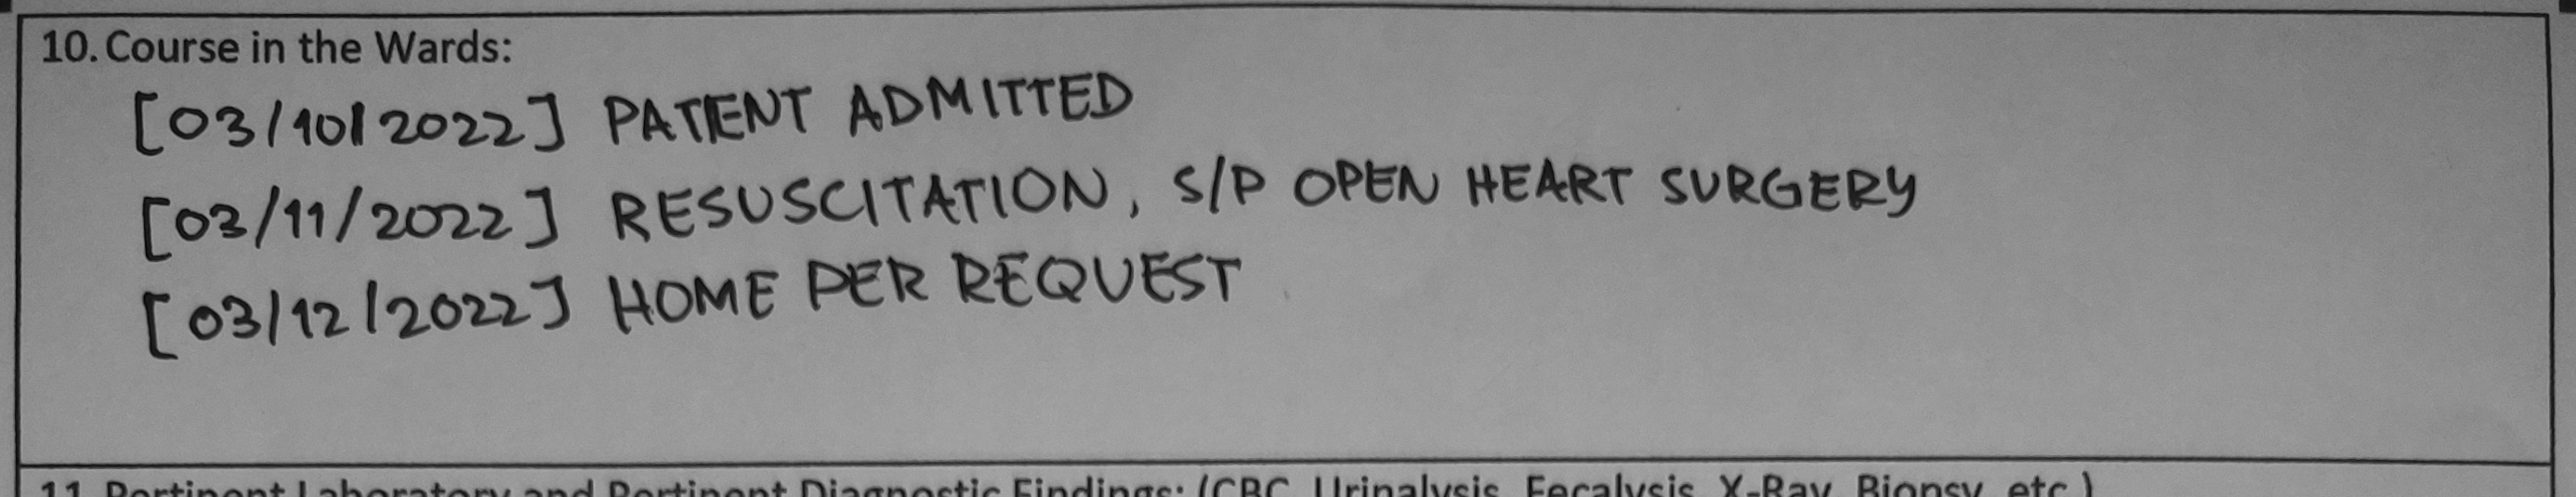 10. Course in the Wards:
[03/10/2022] PATIENT ADMITTED
[03/11/2022] RESUSCITATION, S/P OPEN HEART SURGERY
[03/12/2022] HOME PER REQUEST
11. Pertinent Laboratory and Pertinent Diagnostic Findings: (CBC, Urinalysis, Fecalysis, X-Ray, Biopsy, etc.)